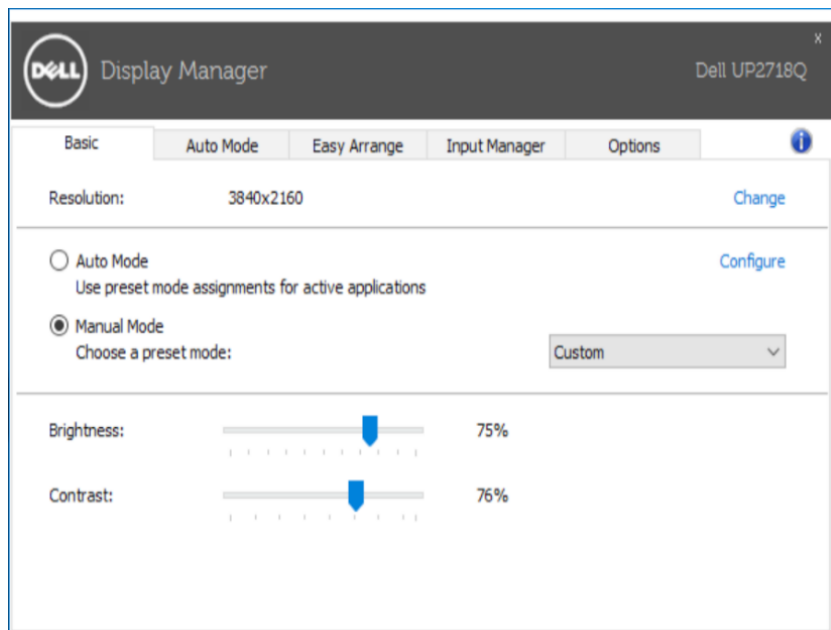 x
DELL Display Manager Dell UP2718Q
Basic Auto Mode Easy Arrange Input Manager Options i
Resolution: 3840x2160 Change
Auto Mode Configure
Use preset mode assignments for active applications
Manual Mode
Choose a preset mode: Custom
Brightness: 75%
Contrast: 76%